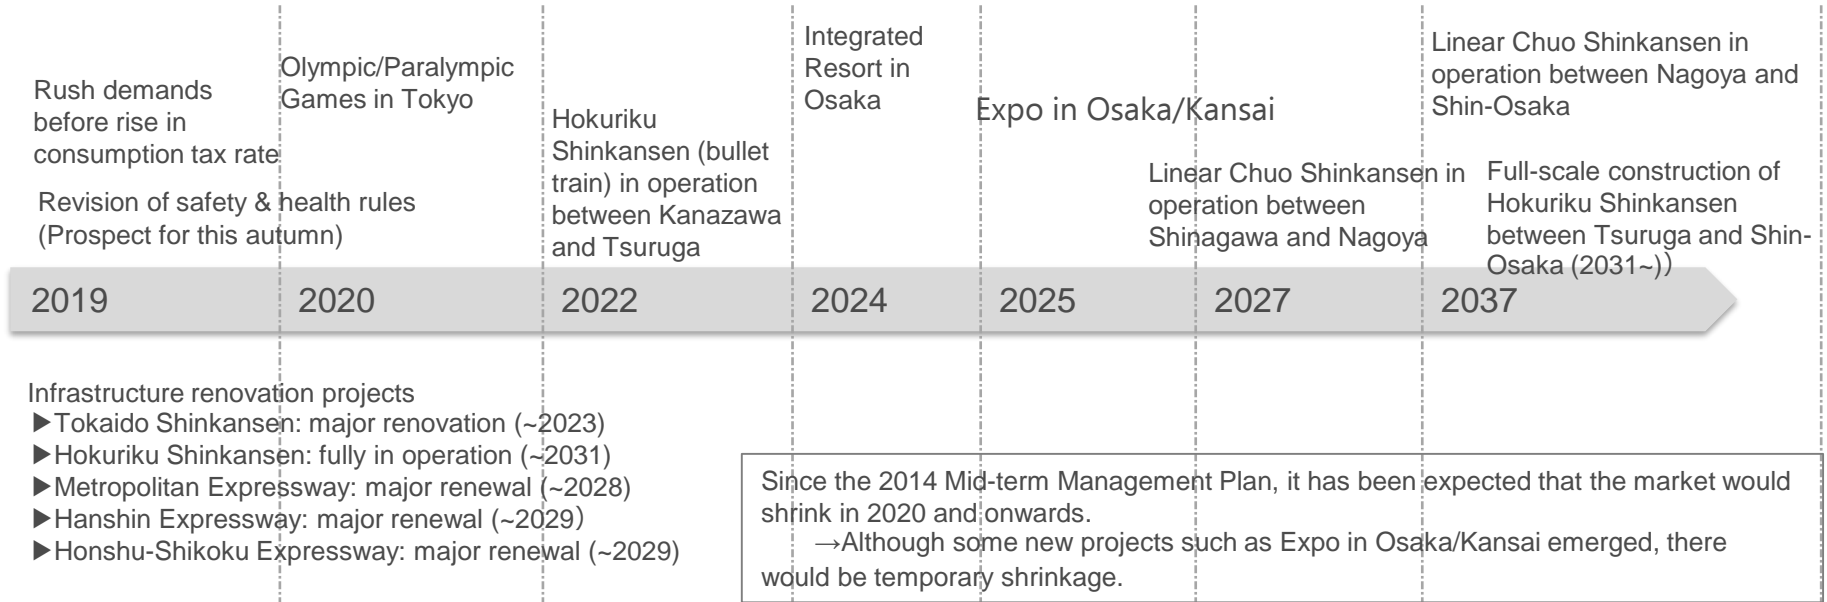 Rush demands
before rise in
consumption tax rate
Revision of safety & health rules
(Prospect for this autumn)
Olympic/Paralympic
Games in Tokyo
Hokuriku
Shinkansen (bullet
train) in operation
between Kanazawa
and Tsuruga
Integrated
Resort in
Osaka
Expo in Osaka/Kansai
Linear Chuo Shinkansen in
operation between
Shinagawa and Nagoya
Linear Chuo Shinkansen in
operation between Nagoya and
Shin-Osaka
Full-scale construction of
Hokuriku Shinkansen
between Tsuruga and Shin-
Osaka (2031~))
2019 2020 2022 2024 2025 2027 2037
Infrastructure renovation projects
▶Tokaido Shinkansen: major renovation (~2023)
▶Hokuriku Shinkansen: fully in operation (~2031)
▶Metropolitan Expressway: major renewal (~2028)
▶Hanshin Expressway: major renewal (~2029)
▶Honshu-Shikoku Expressway: major renewal (~2029)
Since the 2014 Mid-term Management Plan, it has been expected that the market would
shrink in 2020 and onwards.
→Although some new projects such as Expo in Osaka/Kansai emerged, there
would be temporary shrinkage.